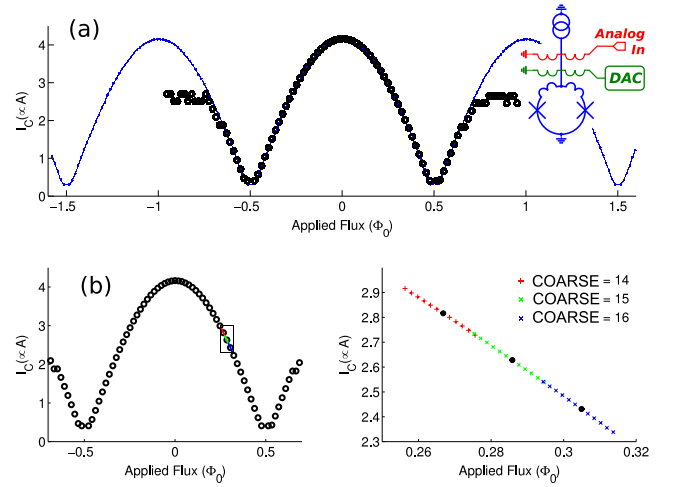 (a)
Analog
In
DAC
I_C(∝ A)
4
3
2
1
0
−1.5
−1
−0.5
0
0.5
1
1.5
Applied Flux (Φ_0)
(b)
I_C(∝ A)
4
3
2
1
0
−0.5
0
0.5
Applied Flux (Φ_0)
COARSE = 14
COARSE = 15
COARSE = 16
I_C(∝ A)
3
2.9
2.8
2.7
2.6
2.5
2.4
2.3
0.26
0.28
0.3
0.32
Applied Flux (Φ_0)